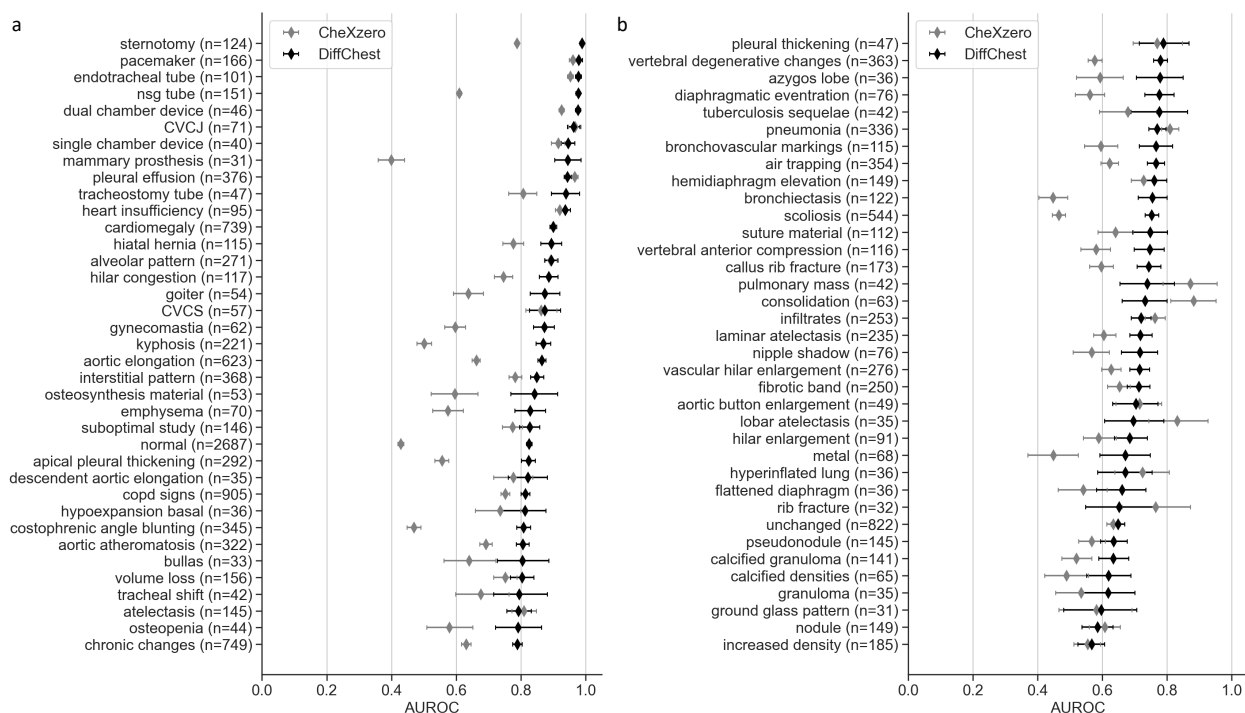 a
CheXzero
DiffChest
sternotomy (n=124)
pacemaker (n=166)
endotracheal tube (n=101)
nsg tube (n=151)
dual chamber device (n=46)
CVCJ (n=71)
single chamber device (n=40)
mammary prosthesis (n=31)
pleural effusion (n=376)
tracheostomy tube (n=47)
heart insufficiency (n=95)
cardiomegaly (n=739)
hiatal hernia (n=115)
alveolar pattern (n=271)
hilar congestion (n=117)
goiter (n=54)
CVCS (n=57)
gynecomastia (n=62)
kyphosis (n=221)
aortic elongation (n=623)
interstitial pattern (n=368)
osteosynthesis material (n=53)
emphysema (n=70)
suboptimal study (n=146)
normal (n=2687)
apical pleural thickening (n=292)
descendent aortic elongation (n=35)
copd signs (n=905)
hypoexpansion basal (n=36)
costophrenic angle blunting (n=345)
aortic atheromatosis (n=322)
bullas (n=33)
volume loss (n=156)
tracheal shift (n=42)
atelectasis (n=145)
osteopenia (n=44)
chronic changes (n=749)
0.0 0.2 0.4 0.6 0.8 1.0
AUROC
b
CheXzero
DiffChest
pleural thickening (n=47)
vertebral degenerative changes (n=363)
azygos lobe (n=36)
diaphragmatic eventration (n=76)
tuberculosis sequelae (n=42)
pneumonia (n=336)
bronchovascular markings (n=115)
air trapping (n=354)
hemidiaphragm elevation (n=149)
bronchiectasis (n=122)
scoliosis (n=544)
suture material (n=112)
vertebral anterior compression (n=116)
callus rib fracture (n=173)
pulmonary mass (n=42)
consolidation (n=63)
infiltrates (n=253)
laminar atelectasis (n=235)
nipple shadow (n=76)
vascular hilar enlargement (n=276)
fibrotic band (n=250)
aortic button enlargement (n=49)
lobar atelectasis (n=35)
hilar enlargement (n=91)
metal (n=68)
hyperinflated lung (n=36)
flattened diaphragm (n=36)
rib fracture (n=32)
unchanged (n=822)
pseudonodule (n=145)
calcified granuloma (n=141)
calcified densities (n=65)
granuloma (n=35)
ground glass pattern (n=31)
nodule (n=149)
increased density (n=185)
0.0 0.2 0.4 0.6 0.8 1.0
AUROC